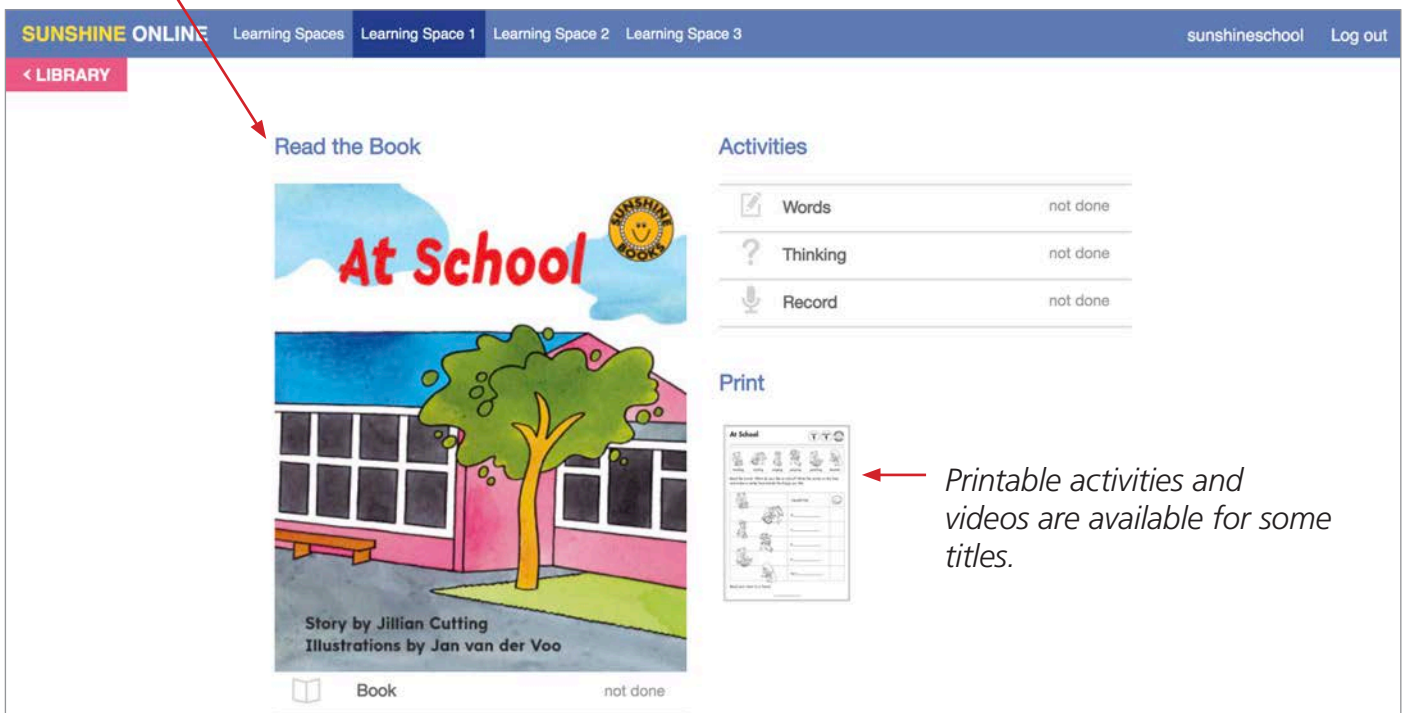 SUNSHINE ONLINE Learning Spaces Learning Space 1 Learning Space 2 Learning Space 3 sunshineschool Log out
< LIBRARY
Read the Book
At School
SUNSHINE BOOKS
Story by Jillian Cutting
Illustrations by Jan van der Voo
Book not done
Activities
Words not done
Thinking not done
Record not done
Print
At School
Printable activities and
videos are available for some
titles.